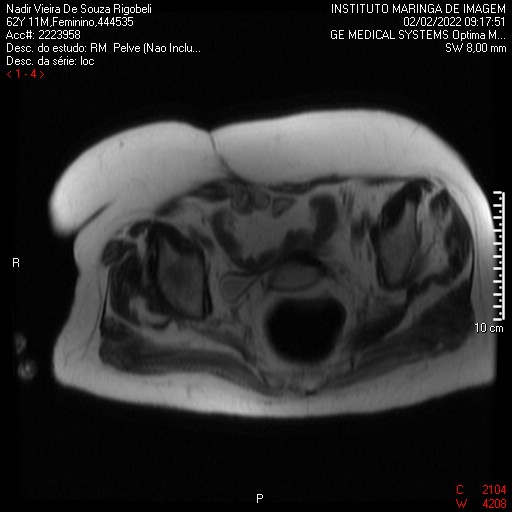 Nadir Vieira De Souza Rigobeli
62Y 11M,Feminino,444535
Acc#: 2223958
Desc. do estudo: RM Pelve (Nao Inclu...
Desc. da série: loc
< 1 - 4 >
INSTITUTO MARINGA DE IMAGEM
02/02/2022 09:17:51
GE MEDICAL SYSTEMS Optima M...
SW 8,00 mm
R
10 cm
P
C 2104
W 4208